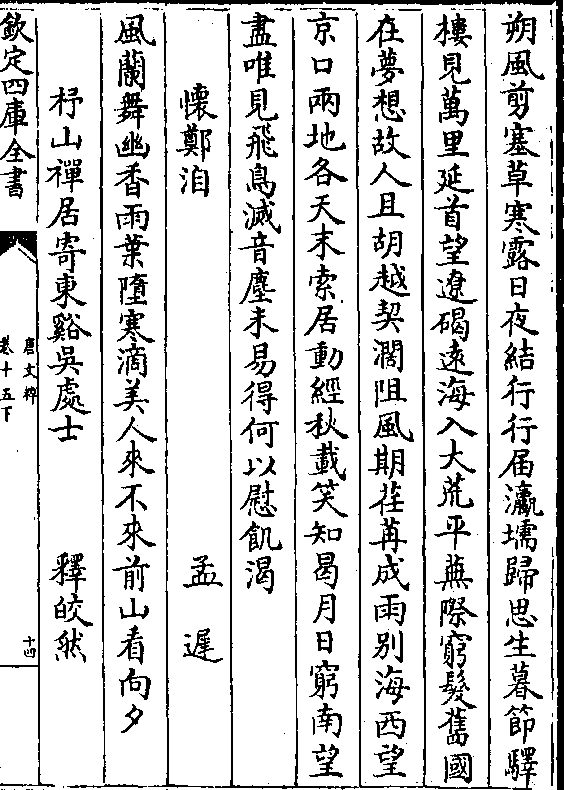 朔風剪塞草寒露日夜結行行届瀛壖歸思生暮節驛
樓見萬里延首望遼碣遠海入大荒平蕪際窮髮舊國
在夢想故人且胡越契濶阻風期荏苒成雨别海西望
京口兩地各天末索居動經秋載笑知曷月日窮南望
盡唯見飛鳥滅音塵未易得何以慰飢渴
懷鄭洎 孟遲
風蘭舞幽香雨葉墮寒滴美人來不來前山看向夕
杼山禪居寄東谿吳處士 釋皎然
欽定四庫全書
唐文粹
卷十五下
十四